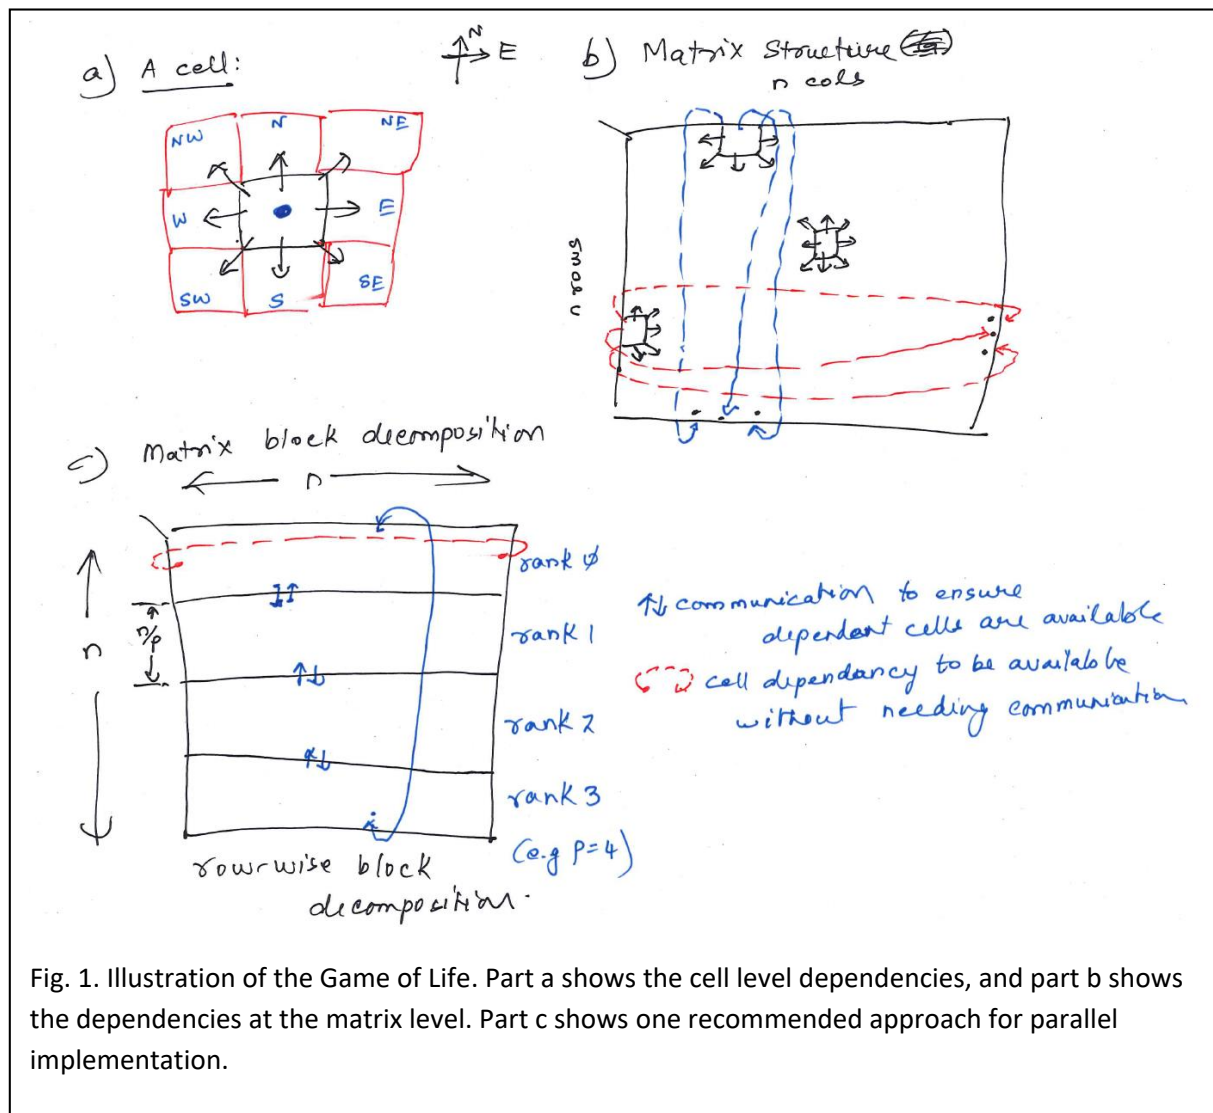 a) A cell:
N
E
NW
N
NE
W
E
SW
S
SE
b) Matrix Structure
n cols
n rows
c) Matrix block decomposition
n
n
n/p
rank 0
rank 1
rank 2
rank 3
(e.g p=4)
row-wise block
decomposition.
↑↓ communication to ensure
dependent cells are available
cell dependancy to be available
without needing communication
Fig. 1. Illustration of the Game of Life. Part a shows the cell level dependencies, and part b shows
the dependencies at the matrix level. Part c shows one recommended approach for parallel
implementation.